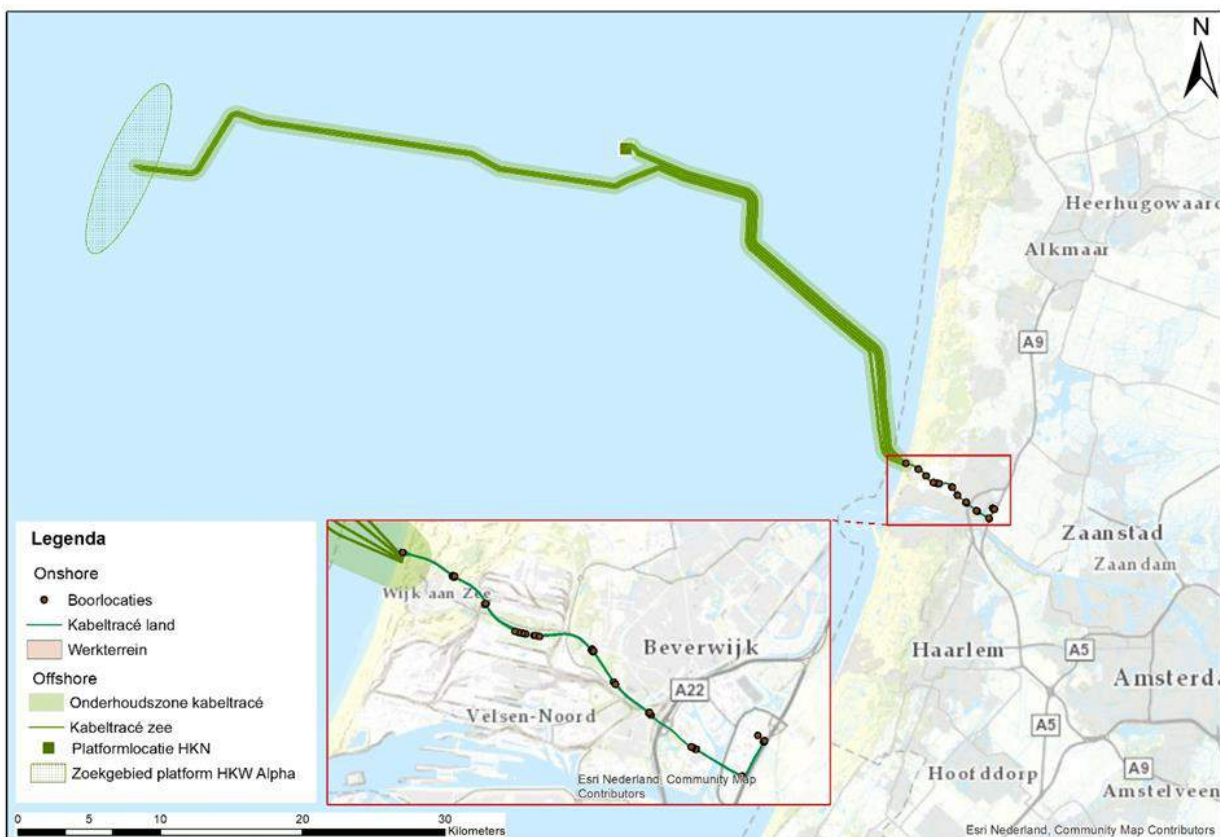 N
Heerhugowaard
Alkmaar
A9
Zaanstad
Zaandam
Haarlem
A5
Amsterda
A5
Hoofddorp
A9
Amstelveen
Esri Nederland, Community Map Contributors
Wijk aan Zee
Beverwijk
A22
Velsen-Noord
Esri Nederland, Community Map
Contributors
Legenda
Onshore
Boorlocaties
Kabeltracé land
Werkterrein
Offshore
Onderhoudszone kabeltracé
Kabeltracé zee
Platformlocatie HKN
Zoekgebied platform HKW Alpha
0 5 10 20 30
Kilometers